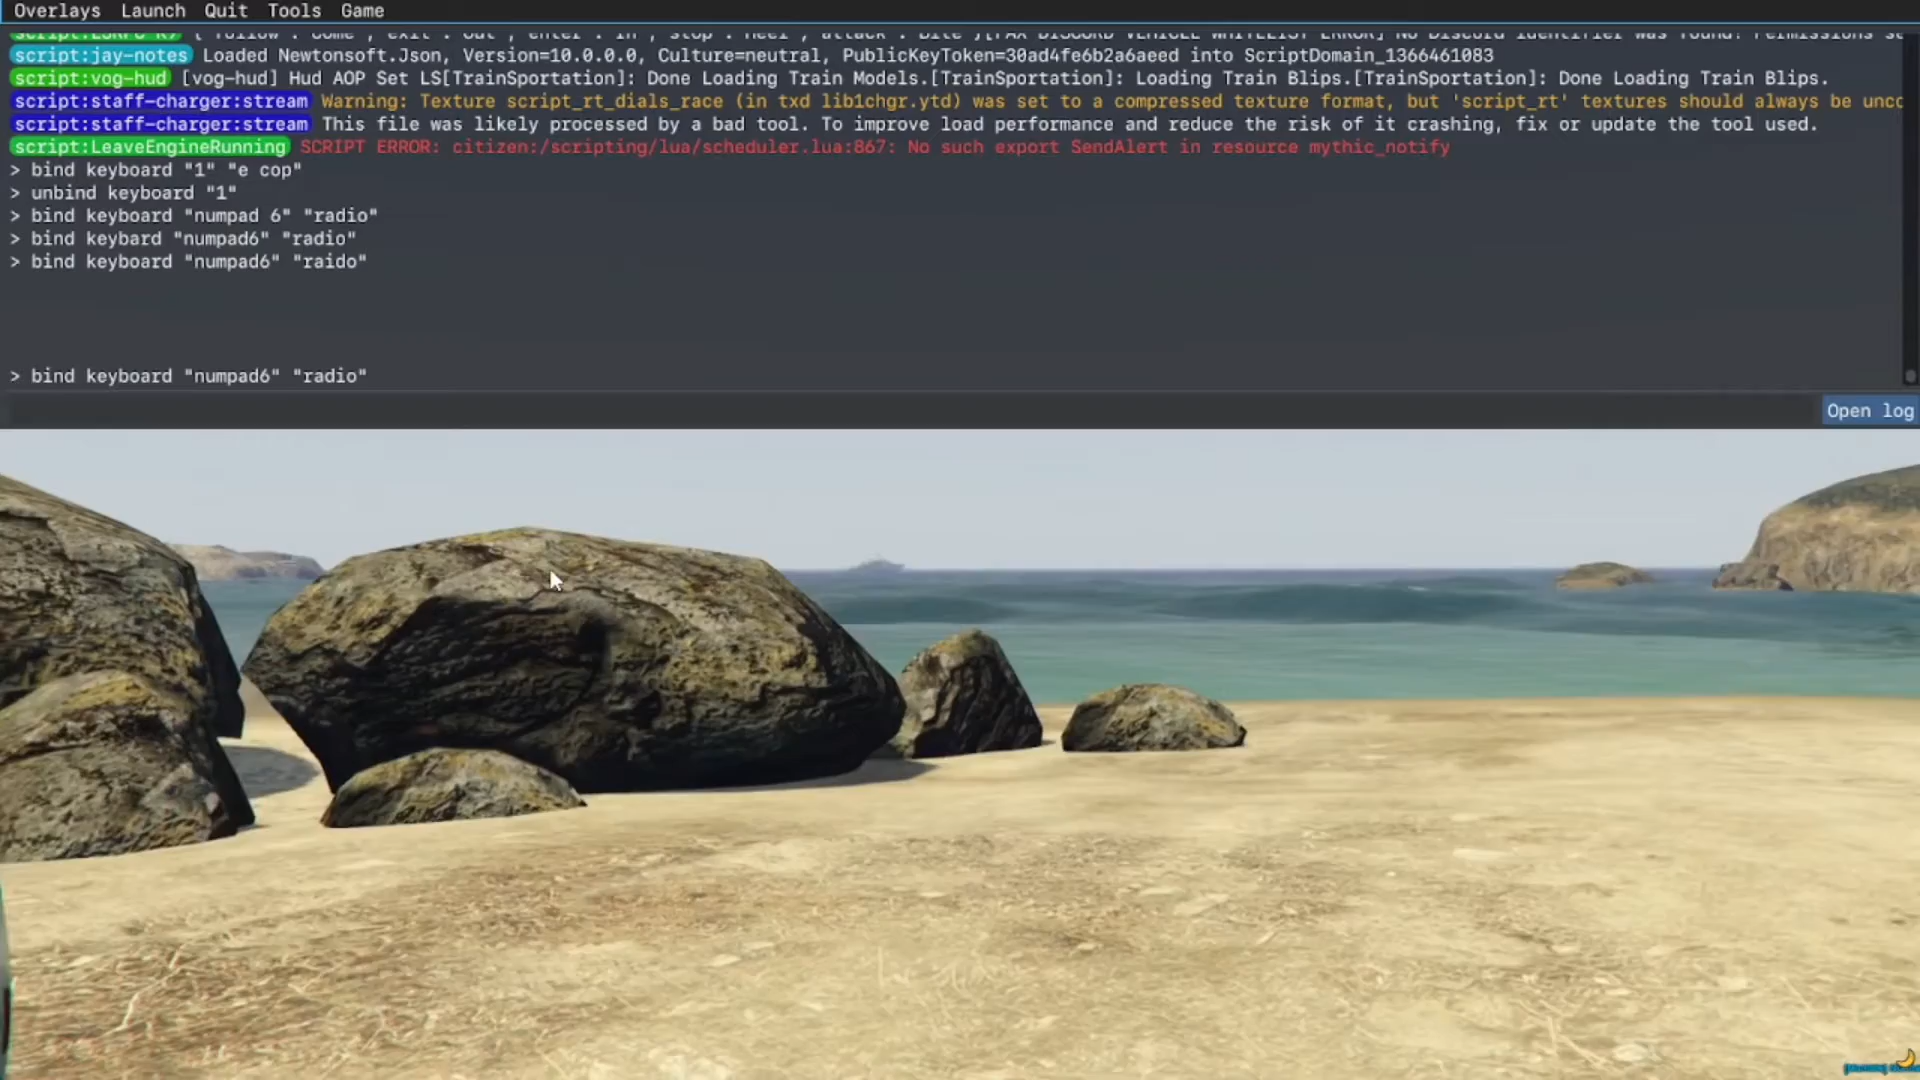 Overlays Launch Quit Tools Game
script:jay-notes Loaded Newtonsoft.Json, Version=10.0.0.0, Culture=neutral, PublicKeyToken=30ad4fe6b2a6aeed into ScriptDomain_1366461083
script:vog-hud [vog-hud] Hud AOP Set LS[TrainSportation]: Done Loading Train Models.[TrainSportation]: Loading Train Blips.[TrainSportation]: Done Loading Train Blips.
script:staff-charger:stream Warning: Texture script_rt_dials_race (in txd lib1chgr.ytd) was set to a compressed texture format, but 'script_rt' textures should always be unco
script:staff-charger:stream This file was likely processed by a bad tool. To improve load performance and reduce the risk of it crashing, fix or update the tool used.
script:LeaveEngineRunning SCRIPT ERROR: citizen:/scripting/lua/scheduler.lua:867: No such export SendAlert in resource mythic_notify
> bind keyboard "1" "e cop"
> unbind keyboard "1"
> bind keyboard "numpad 6" "radio"
> bind keybard "numpad6" "radio"
> bind keyboard "numpad6" "raido"
> bind keyboard "numpad6" "radio"
Open log